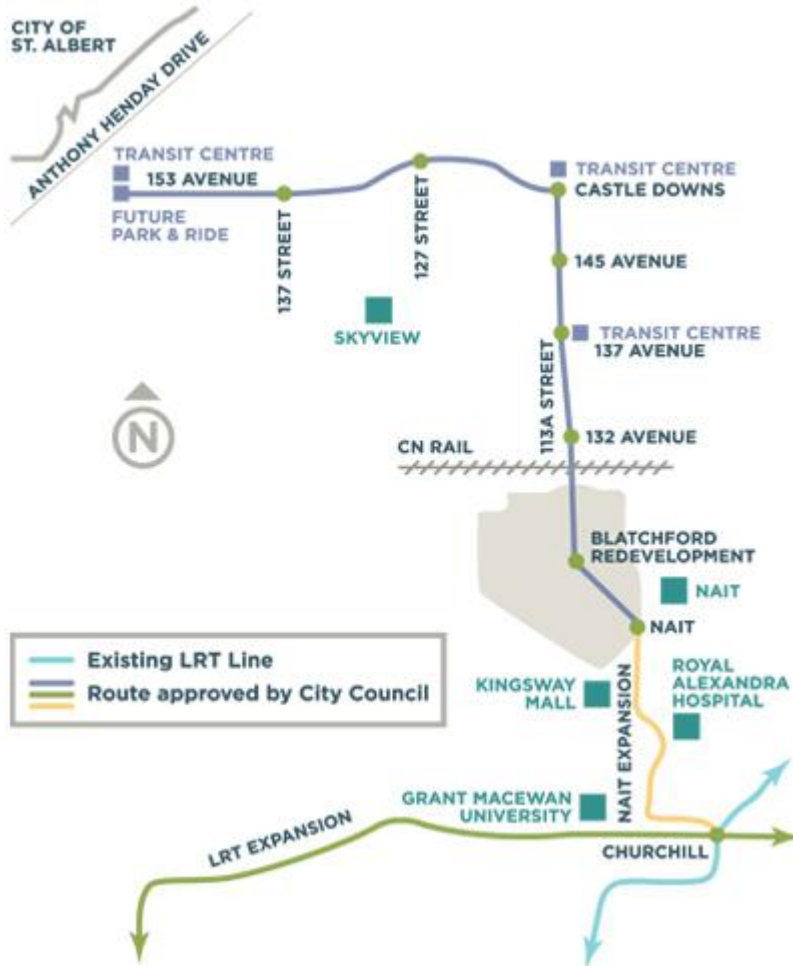 CITY OF
ST. ALBERT
ANTHONY HENDAY DRIVE
TRANSIT CENTRE
153 AVENUE
FUTURE
PARK & RIDE
137 STREET
127 STREET
TRANSIT CENTRE
CASTLE DOWNS
145 AVENUE
SKYVIEW
TRANSIT CENTRE
137 AVENUE
113A STREET
132 AVENUE
N
CN RAIL
BLATCHFORD
REDEVELOPMENT
NAIT
NAIT
Existing LRT Line
Route approved by City Council
KINGSWAY
MALL
NAIT EXPANSION
ROYAL
ALEXANDRA
HOSPITAL
GRANT MACEWAN
UNIVERSITY
LRT EXPANSION
CHURCHILL